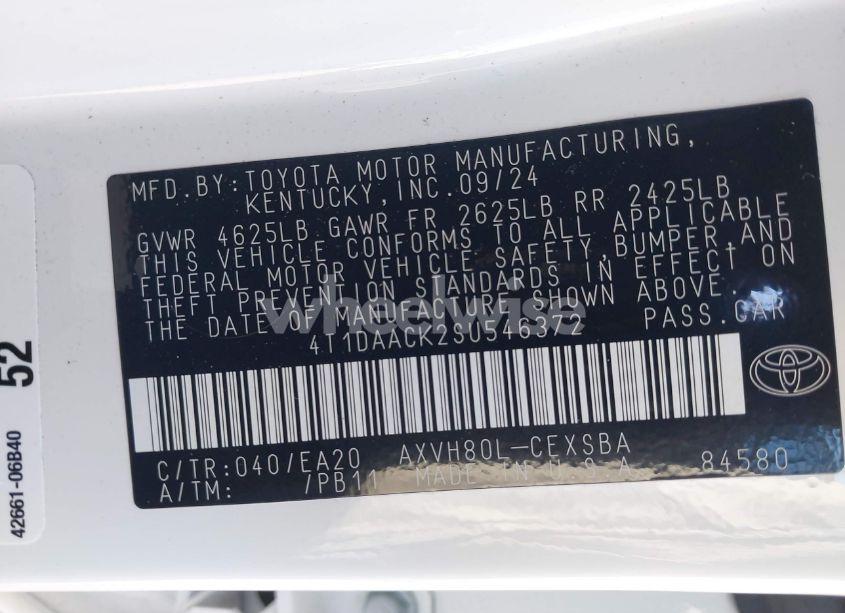 MFD.BY:TOYOTA MOTOR MANUFACTURING,
KENTUCKY,INC.09/24
GVWR 4625LB GAWR FR 2625LB RR 2425LB
THIS VEHICLE CONFORMS TO ALL APPLICABLE
FEDERAL MOTOR VEHICLE SAFETY,BUMPER,AND
THEFT PREVENTION STANDARDS IN EFFECT ON
THE DATE OF MANUFACTURE SHOWN ABOVE.
4T1DAACK2SU546372 PASS.CAR
wheelwise
C/TR:040/EA20 AXVH80L-CEXSBA
A/TM: /PB11 MADE IN U.S.A 84580
52
42661-06B40